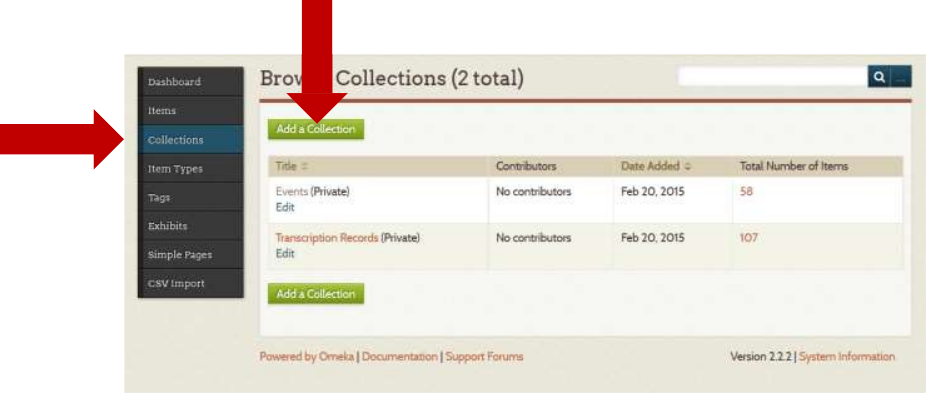 Dashboard
Items
Collections
Item Types
Tags
Exhibits
Simple Pages
CSV Import
Collections (2 total)
...
Add a Collection
Title Contributors Date Added Total Number of Items
Events (Private) No contributors Feb 20, 2015 58
Edit
Transcription Records (Private) No contributors Feb 20, 2015 107
Edit
Add a Collection
Powered by Omeka | Documentation | Support Forums Version 2.2.2 | System Information